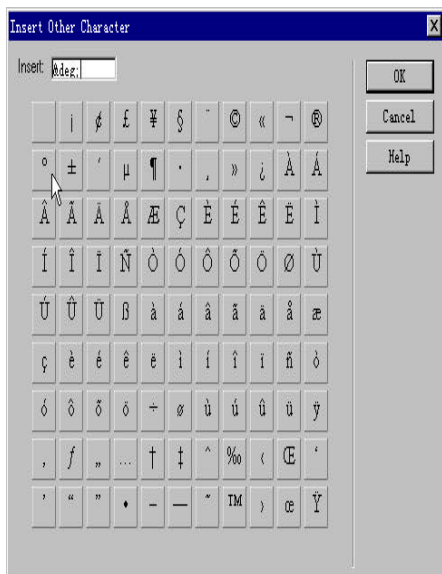 Insert Other Character
Insert: &deg;
OK
Cancel
Help
¡ ¢ £ ¥ § ¨ © « ¬ ®
° ± ´ µ ¶ · ¸ » ¿ À Á
Â Ã Ä Å Æ Ç È É Ê Ë Ì
Í Î Ï Ñ Ò Ó Ô Õ Ö Ø Ù
Ú Û Ü ß à á â ã ä å æ
ç è é ê ë ì í î ï ñ ò
ó ô õ ö ÷ ø ù ú û ü ÿ
‚ ƒ „ … † ‡ ˆ ‰ ‹ Œ ‘
’ “ ” • – — ˜ ™ › œ Ÿ